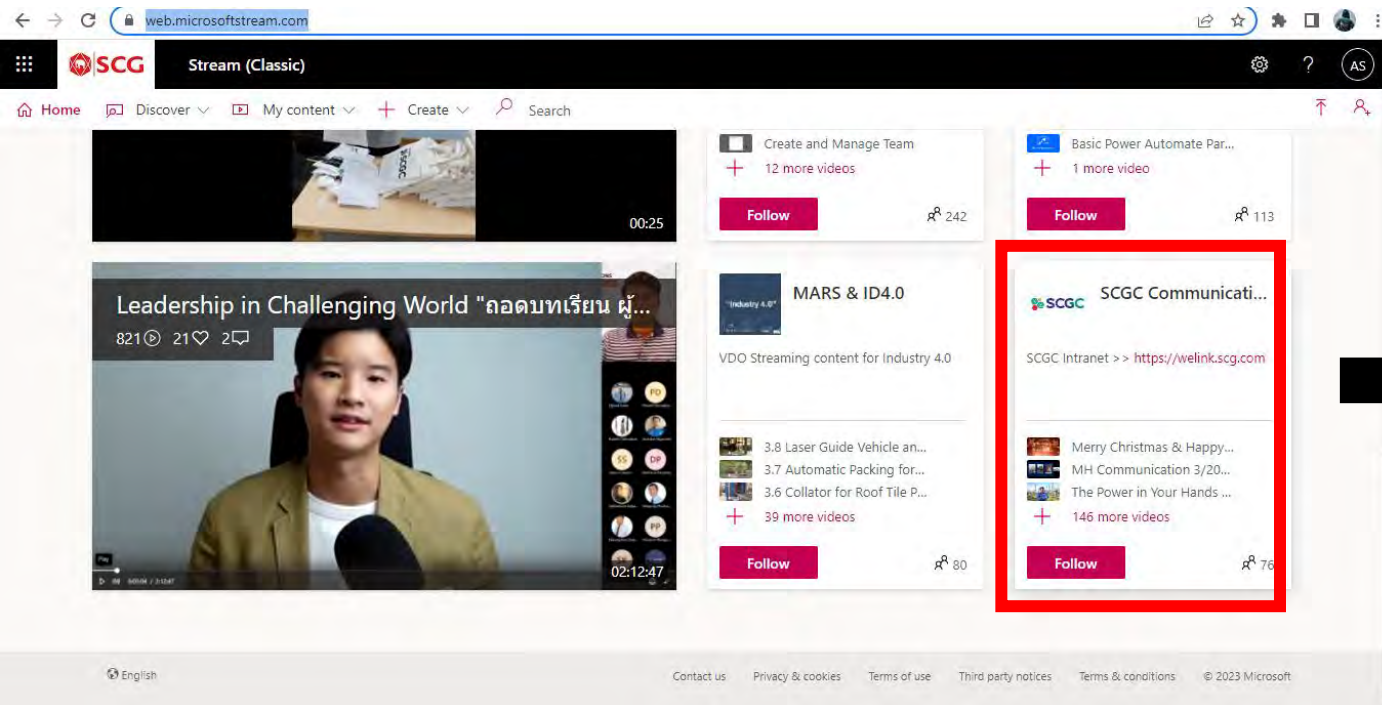 web.microsoftstream.com
SCG Stream (Classic) ? AS
Home Discover My content Create Search
SCGC
00:25
Create and Manage Team
12 more videos
Follow 242
Basic Power Automate Par...
1 more video
Follow 113
Leadership in Challenging World "ถอดบทเรียน ผู้...
821 21 2
PD
SS DP
PP
Play
02:12:47
"Industry 4.0"
MARS & ID4.0
VDO Streaming content for Industry 4.0
3.8 Laser Guide Vehicle an...
3.7 Automatic Packing for...
3.6 Collator for Roof Tile P...
39 more videos
Follow 80
SCGC SCGC Communicati...
SCGC Intranet >> https://welink.scg.com
Merry Christmas & Happy...
MH Communication 3/20...
The Power in Your Hands ...
146 more videos
Follow 76
English
Contact us Privacy & cookies Terms of use Third party notices Terms & conditions © 2023 Microsoft